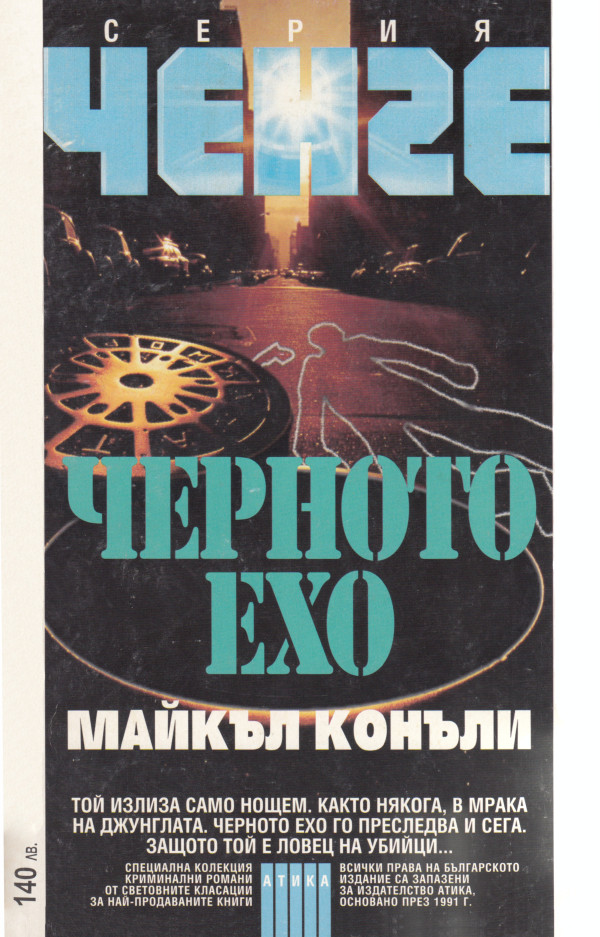 СЕРИЯ
ЧЕНГЕ
ЧЕРНОТО
ЕХО
МАЙКЪЛ КОНЪЛИ
ТОЙ ИЗЛИЗА САМО НОЩЕМ. КАКТО НЯКОГА, В МРАКА
НА ДЖУНГЛАТА. ЧЕРНОТО ЕХО ГО ПРЕСЛЕДВА И СЕГА.
ЗАЩОТО ТОЙ Е ЛОВЕЦ НА УБИЙЦИ...
СПЕЦИАЛНА КОЛЕКЦИЯ
КРИМИНАЛНИ РОМАНИ
ОТ СВЕТОВНИТЕ КЛАСАЦИИ
ЗА НАЙ-ПРОДАВАНИТЕ КНИГИ
АТИКА
ВСИЧКИ ПРАВА НА БЪЛГАРСКОТО
ИЗДАНИЕ СА ЗАПАЗЕНИ
ЗА ИЗДАТЕЛСТВО АТИКА,
ОСНОВАНО ПРЕЗ 1991 Г.
140 ЛВ.